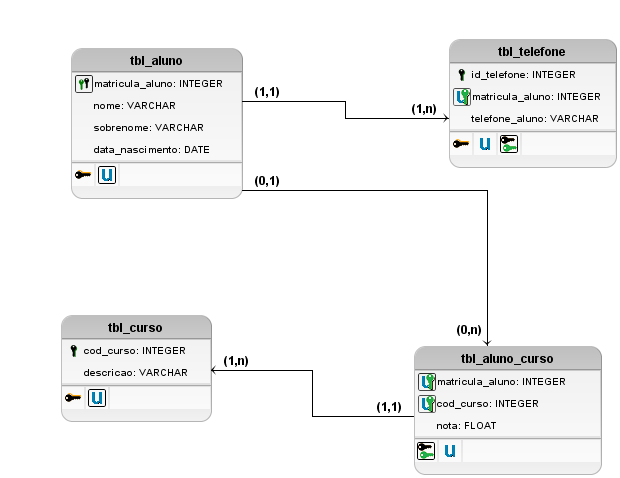 tbl_aluno
matricula_aluno: INTEGER
nome: VARCHAR
sobrenome: VARCHAR
data_nascimento: DATE
(1,1)
(1,n)
tbl_telefone
id_telefone: INTEGER
matricula_aluno: INTEGER
telefone_aluno: VARCHAR
(0,1)
(0,n)
tbl_curso
cod_curso: INTEGER
descricao: VARCHAR
(1,n)
(1,1)
tbl_aluno_curso
matricula_aluno: INTEGER
cod_curso: INTEGER
nota: FLOAT